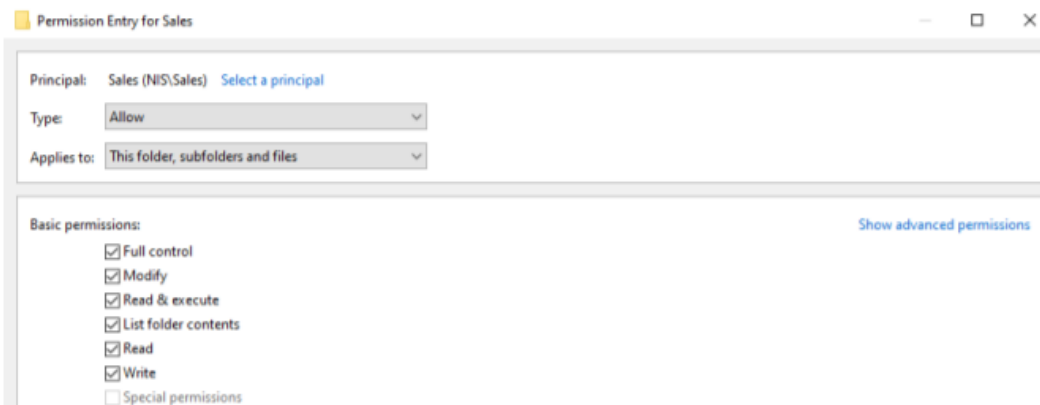 Permission Entry for Sales
Principal: Sales (NIS\Sales) Select a principal
Type: Allow
Applies to: This folder, subfolders and files
Basic permissions: Show advanced permissions
Full control
Modify
Read & execute
List folder contents
Read
Write
Special permissions